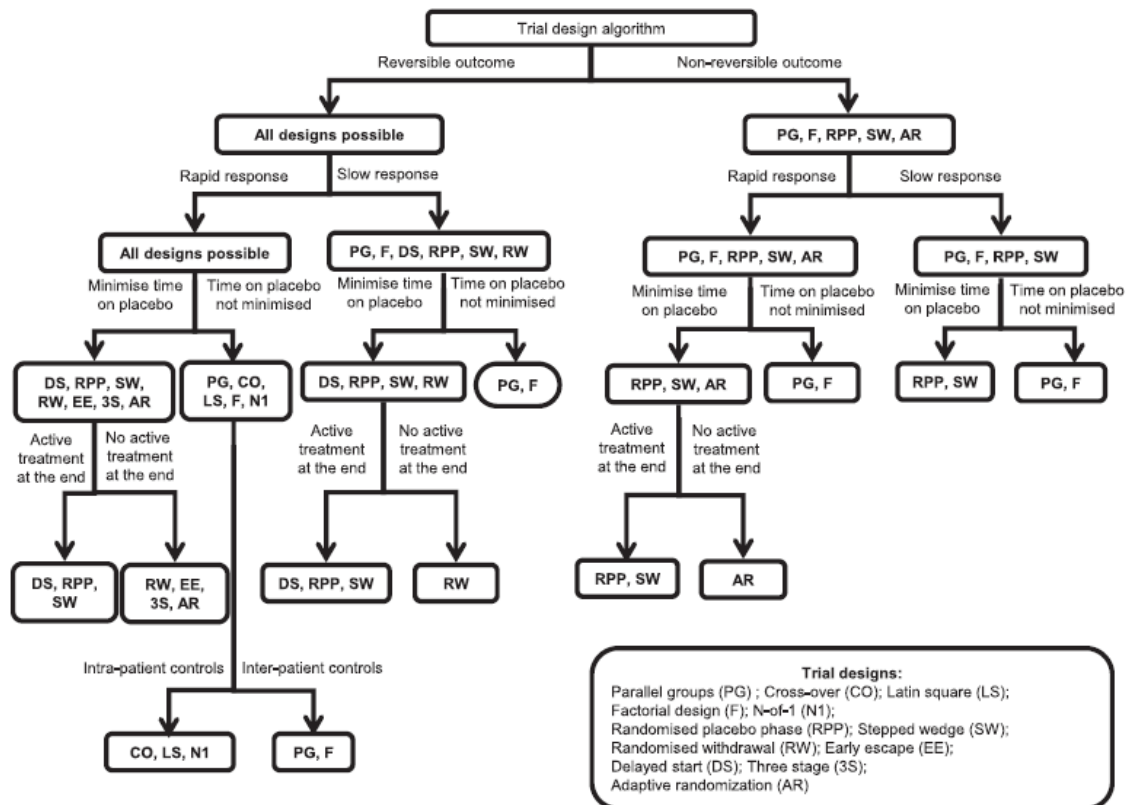 Trial design algorithm
Reversible outcome
Non-reversible outcome
All designs possible
PG, F, RPP, SW, AR
Rapid response
Slow response
Rapid response
Slow response
All designs possible
PG, F, DS, RPP, SW, RW
PG, F, RPP, SW, AR
PG, F, RPP, SW
Minimise time
on placebo
Time on placebo
not minimised
Minimise time
on placebo
Time on placebo
not minimised
Minimise time
on placebo
Time on placebo
not minimised
Minimise time
on placebo
Time on placebo
not minimised
DS, RPP, SW,
RW, EE, 3S, AR
PG, CO,
LS, F, N1
DS, RPP, SW, RW
PG, F
RPP, SW, AR
PG, F
RPP, SW
PG, F
Active
treatment
at the end
No active
treatment
at the end
Active
treatment
at the end
No active
treatment
at the end
Active
treatment
at the end
No active
treatment
at the end
DS, RPP,
SW
RW, EE,
3S, AR
DS, RPP, SW
RW
RPP, SW
AR
Intra-patient controls
Inter-patient controls
CO, LS, N1
PG, F
Trial designs:
Parallel groups (PG) ; Cross-over (CO); Latin square (LS);
Factorial design (F); N-of-1 (N1);
Randomised placebo phase (RPP); Stepped wedge (SW);
Randomised withdrawal (RW); Early escape (EE);
Delayed start (DS); Three stage (3S);
Adaptive randomization (AR)